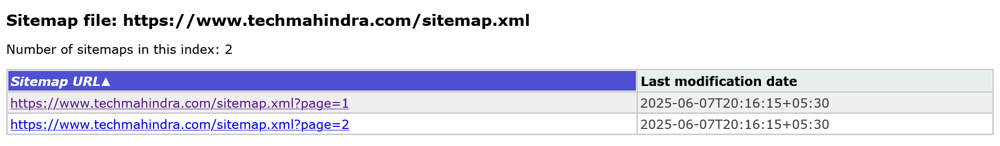 Sitemap file: https://www.techmahindra.com/sitemap.xml
Number of sitemaps in this index: 2
Sitemap URL▲ Last modification date
https://www.techmahindra.com/sitemap.xml?page=1 2025-06-07T20:16:15+05:30
https://www.techmahindra.com/sitemap.xml?page=2 2025-06-07T20:16:15+05:30